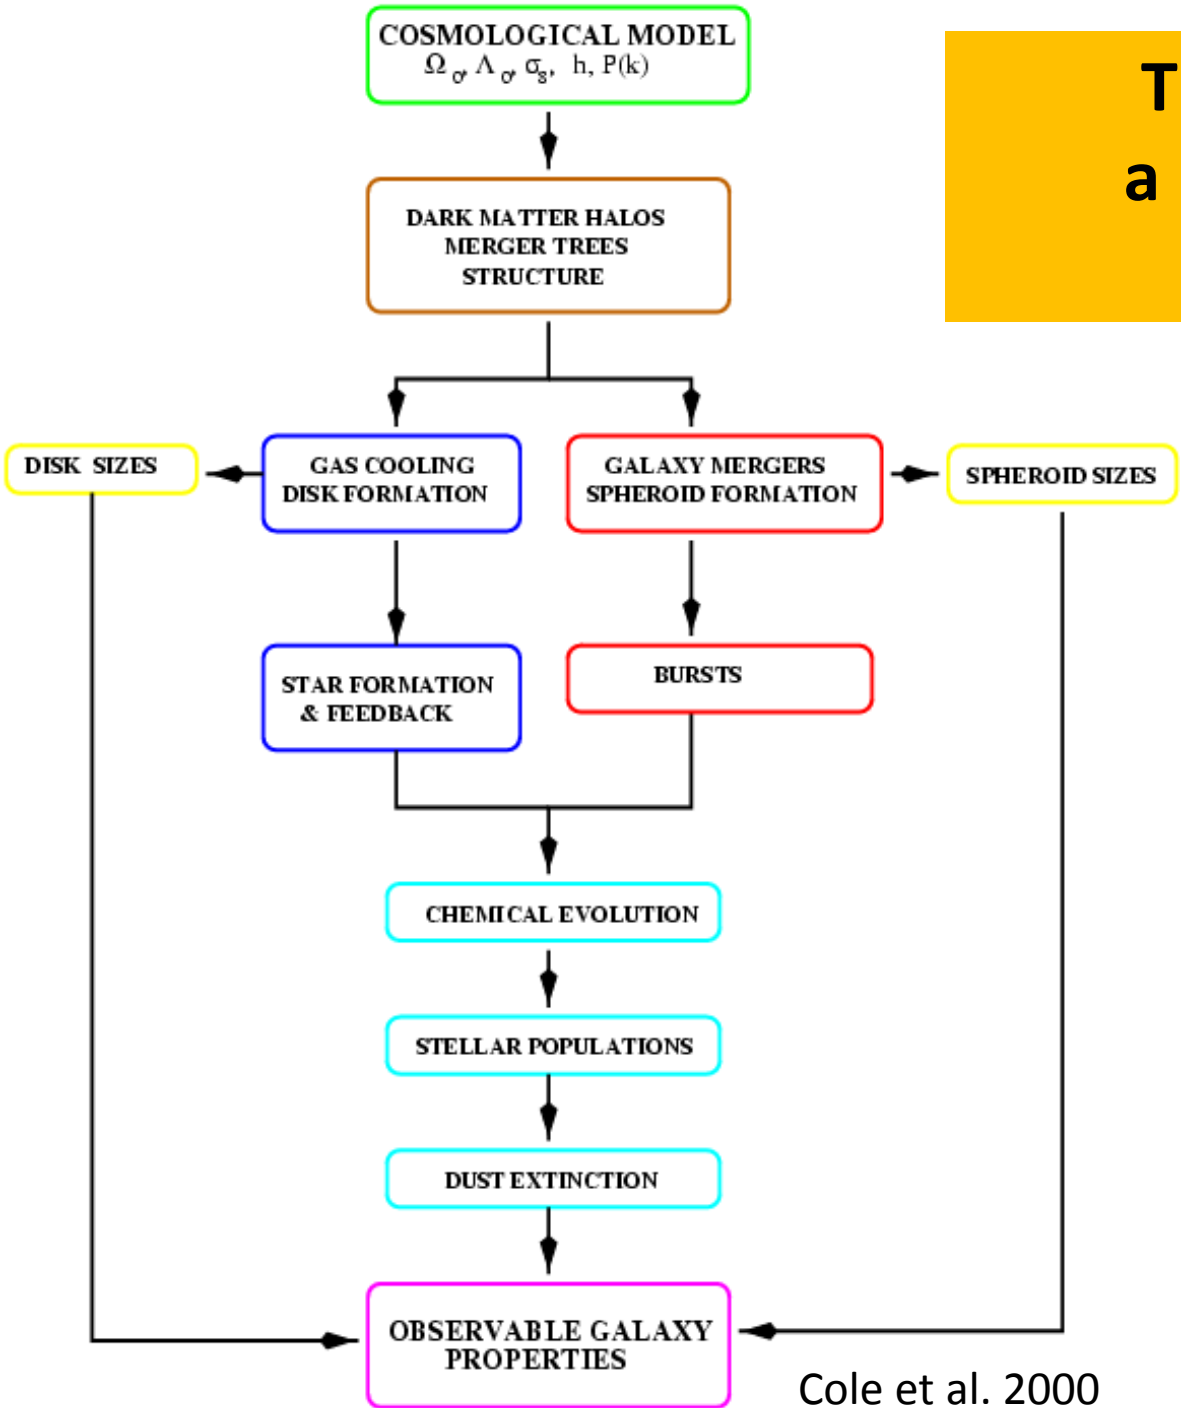 COSMOLOGICAL MODEL
Ω₀, Λ₀, σ₈, h, P(k)
T
a
DARK MATTER HALOS
MERGER TREES
STRUCTURE
DISK SIZES
GAS COOLING
DISK FORMATION
GALAXY MERGERS
SPHEROID FORMATION
SPHEROID SIZES
STAR FORMATION
& FEEDBACK
BURSTS
CHEMICAL EVOLUTION
STELLAR POPULATIONS
DUST EXTINCTION
OBSERVABLE GALAXY
PROPERTIES
Cole et al. 2000